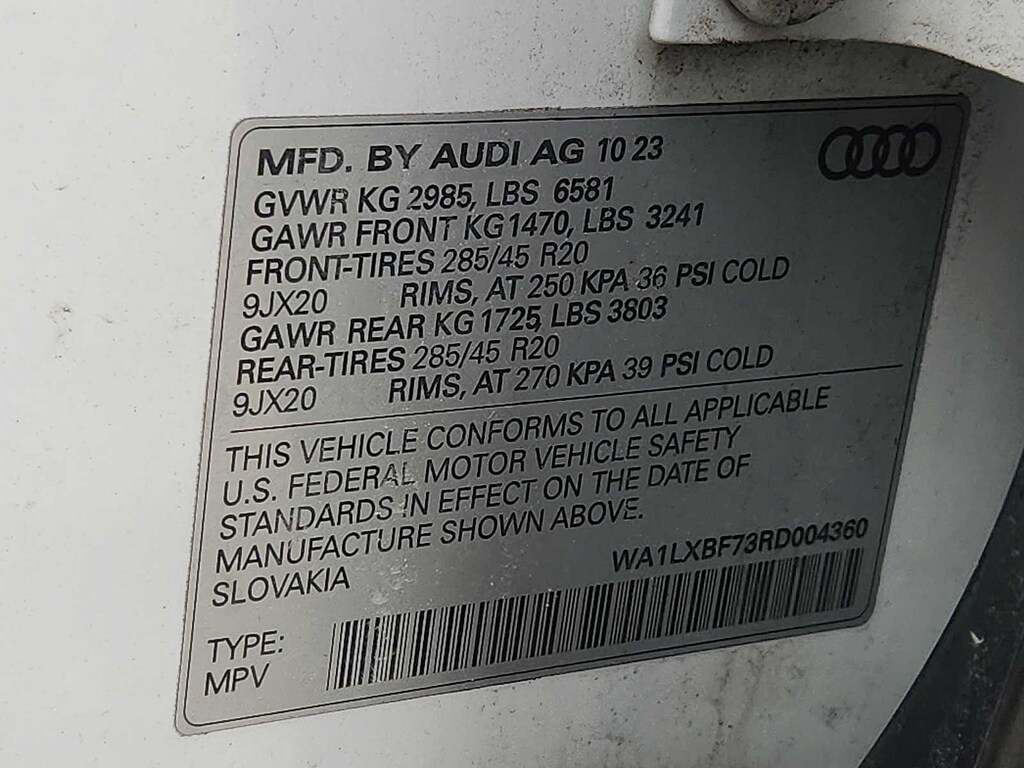 MFD. BY AUDI AG 10 23
GVWR KG 2985, LBS 6581
GAWR FRONT KG1470, LBS 3241
FRONT-TIRES 285/45 R20
9JX20 RIMS, AT 250 KPA 36 PSI COLD
GAWR REAR KG 1725, LBS 3803
REAR-TIRES 285/45 R20
9JX20 RIMS, AT 270 KPA 39 PSI COLD
THIS VEHICLE CONFORMS TO ALL APPLICABLE
U.S. FEDERAL MOTOR VEHICLE SAFETY
STANDARDS IN EFFECT ON THE DATE OF
MANUFACTURE SHOWN ABOVE.
SLOVAKIA WA1LXBF73RD004360
TYPE:
MPV